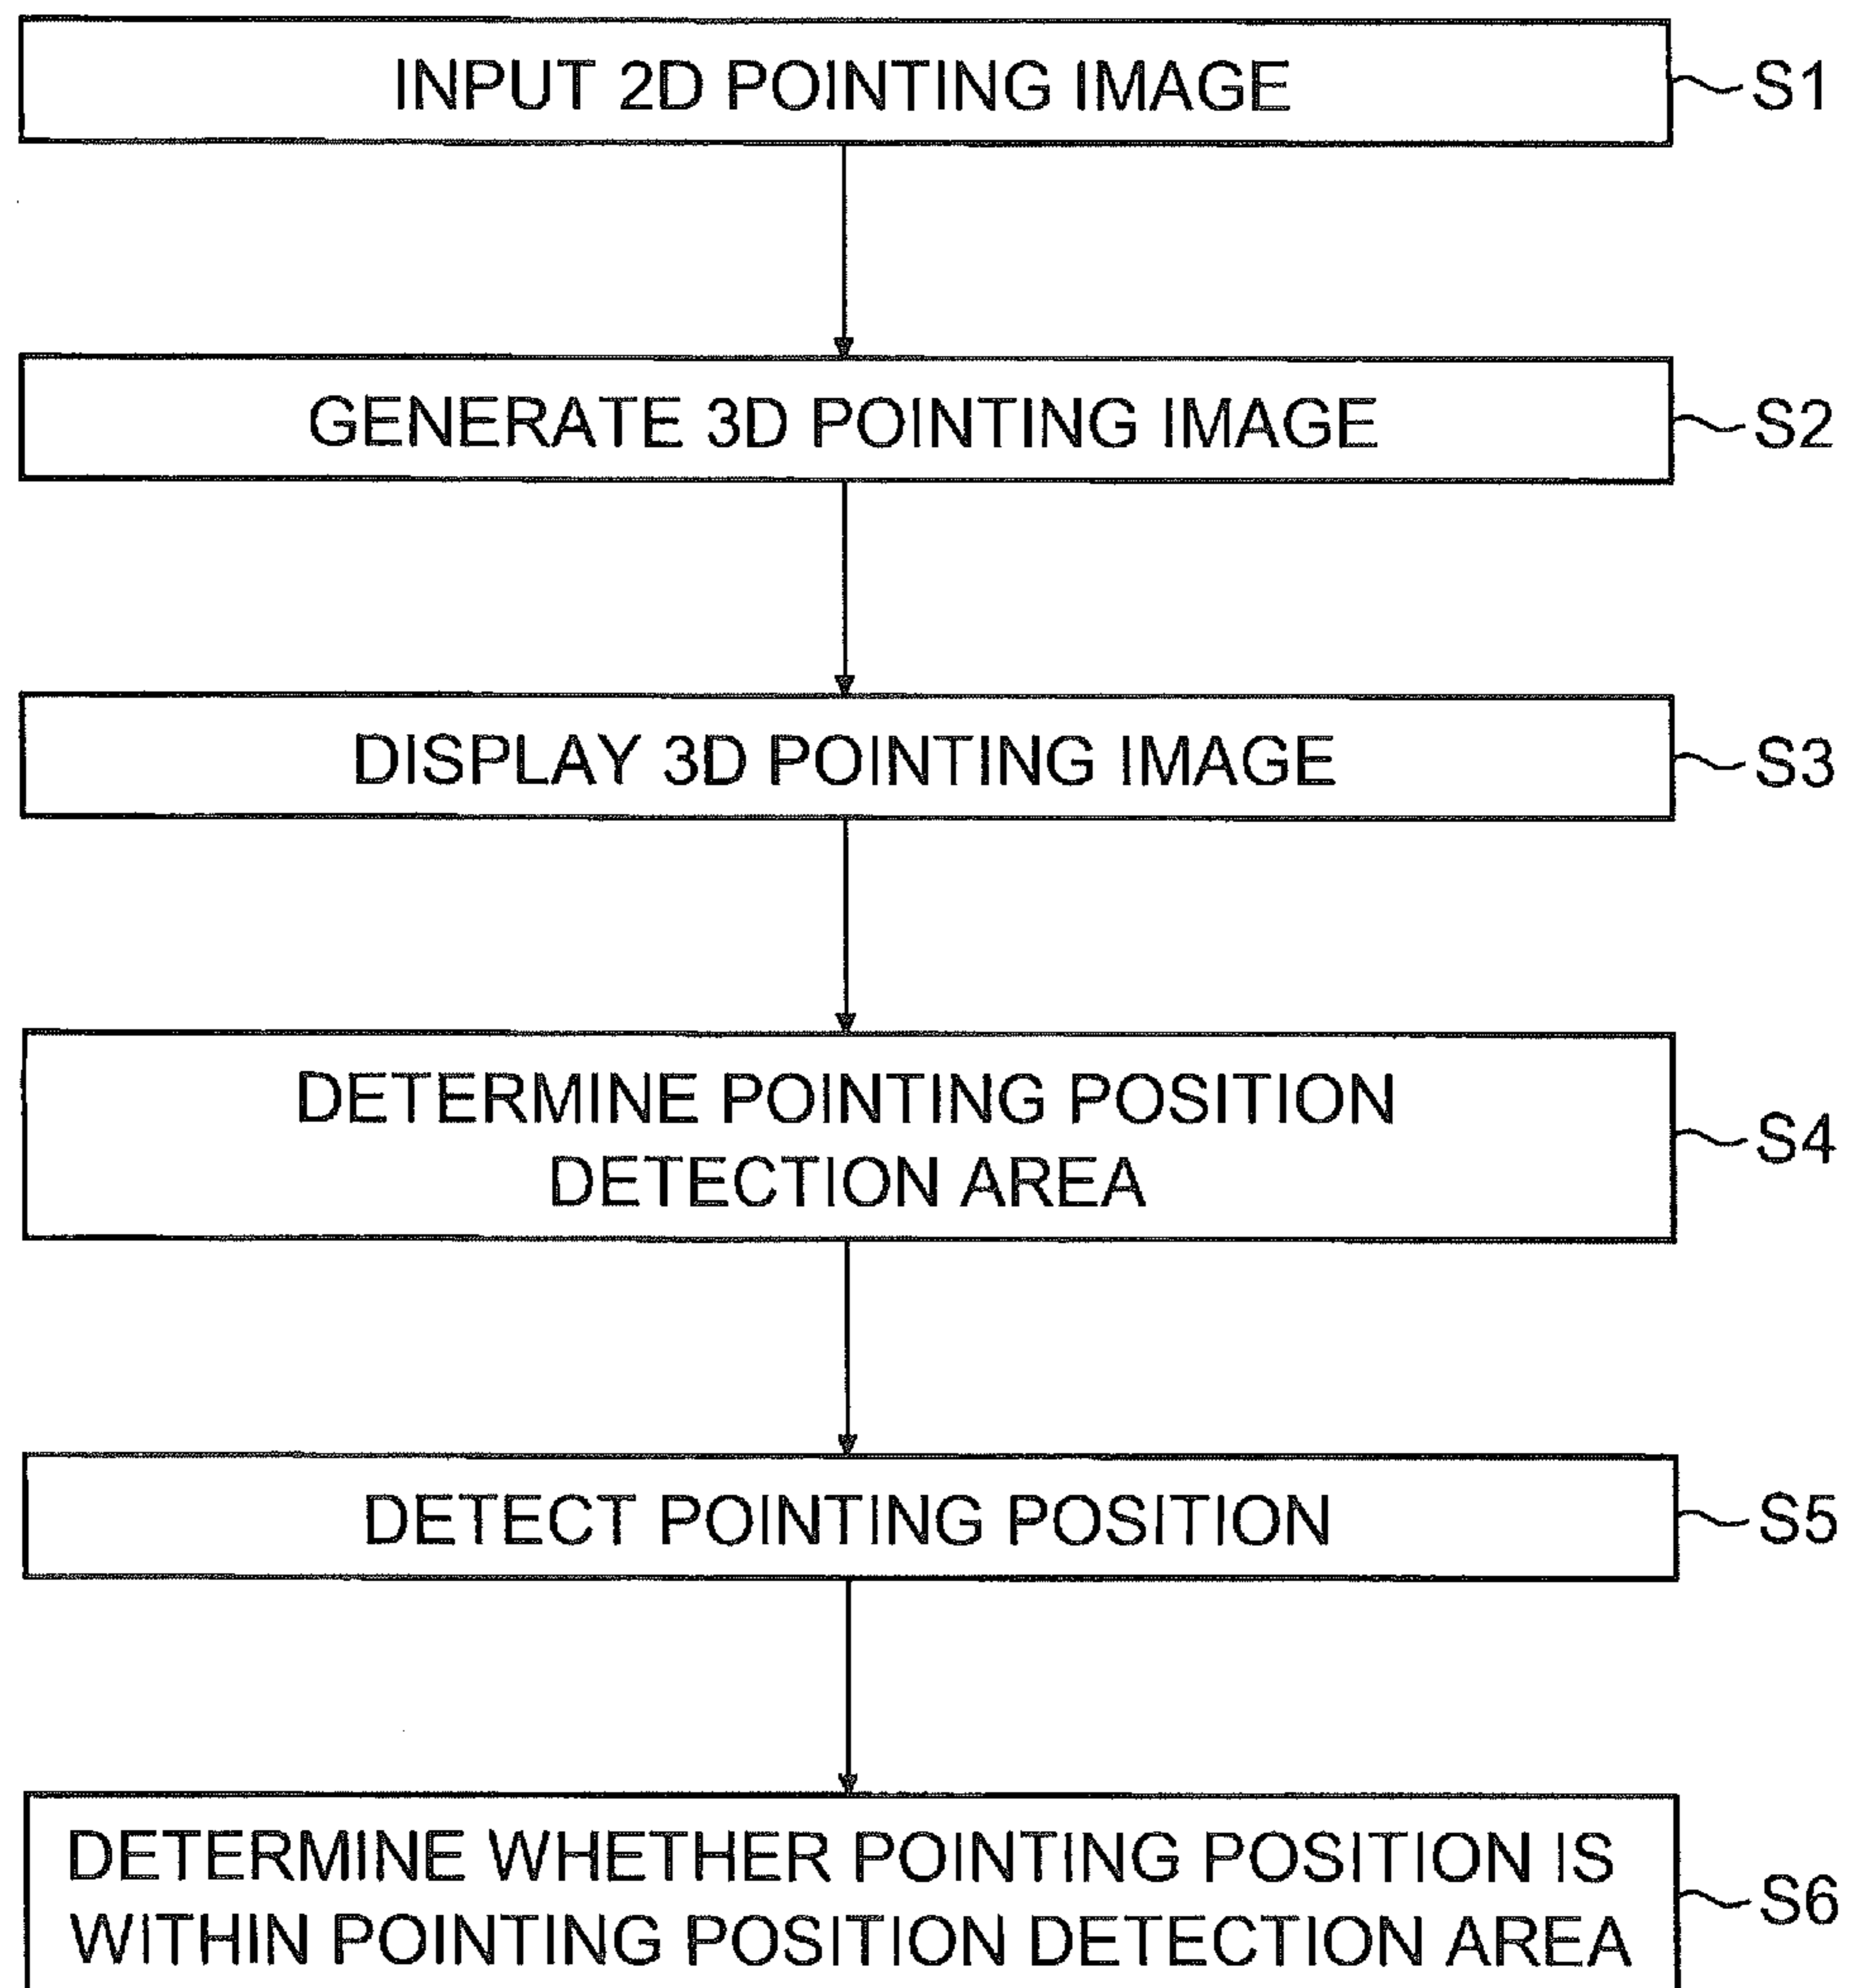 INPUT 2D POINTING IMAGE
S1
GENERATE 3D POINTING IMAGE
S2
DISPLAY 3D POINTING IMAGE
S3
DETERMINE POINTING POSITION
DETECTION AREA
S4
DETECT POINTING POSITION
S5
DETERMINE WHETHER POINTING POSITION IS
WITHIN POINTING POSITION DETECTION AREA
S6